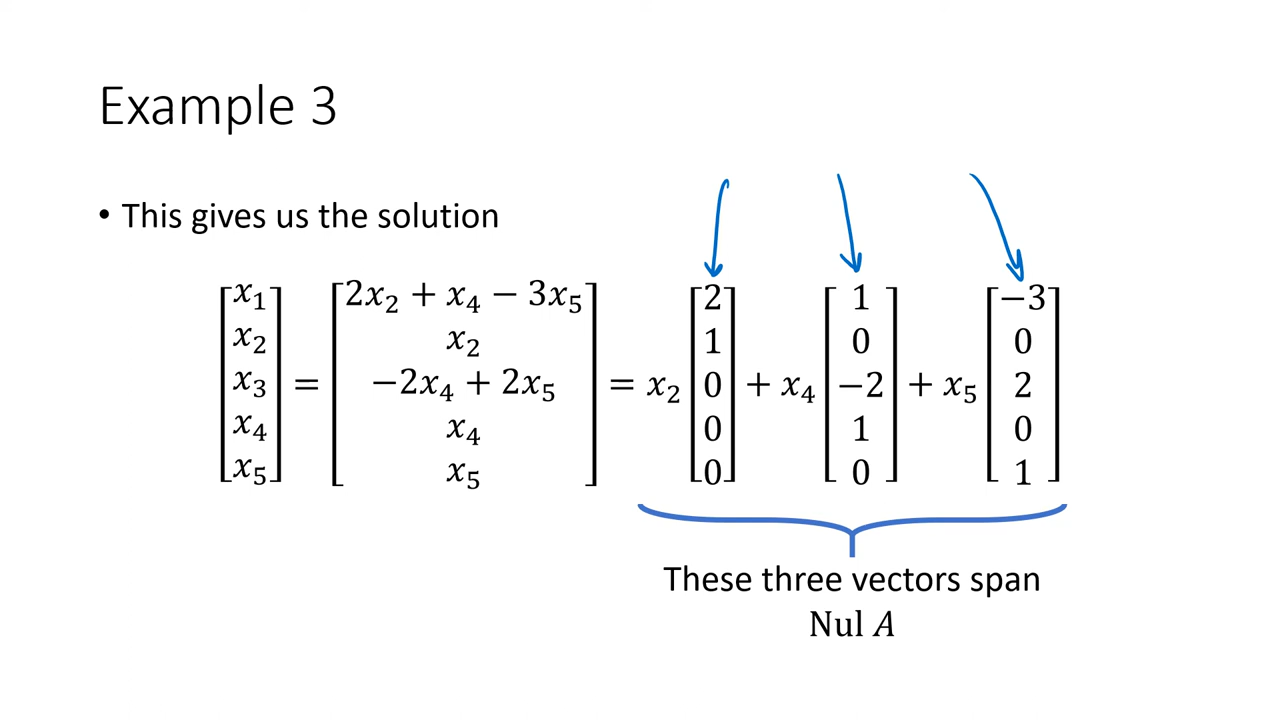 Example 3
• This gives us the solution
[x₁ x₂ x₃ x₄ x₅] = [2x₂ + x₄ − 3x₅ x₂ −2x₄ + 2x₅ x₄ x₅] = x₂ [2 1 0 0 0] + x₄ [1 0 −2 1 0] + x₅ [−3 0 2 0 1]
These three vectors span
Nul A